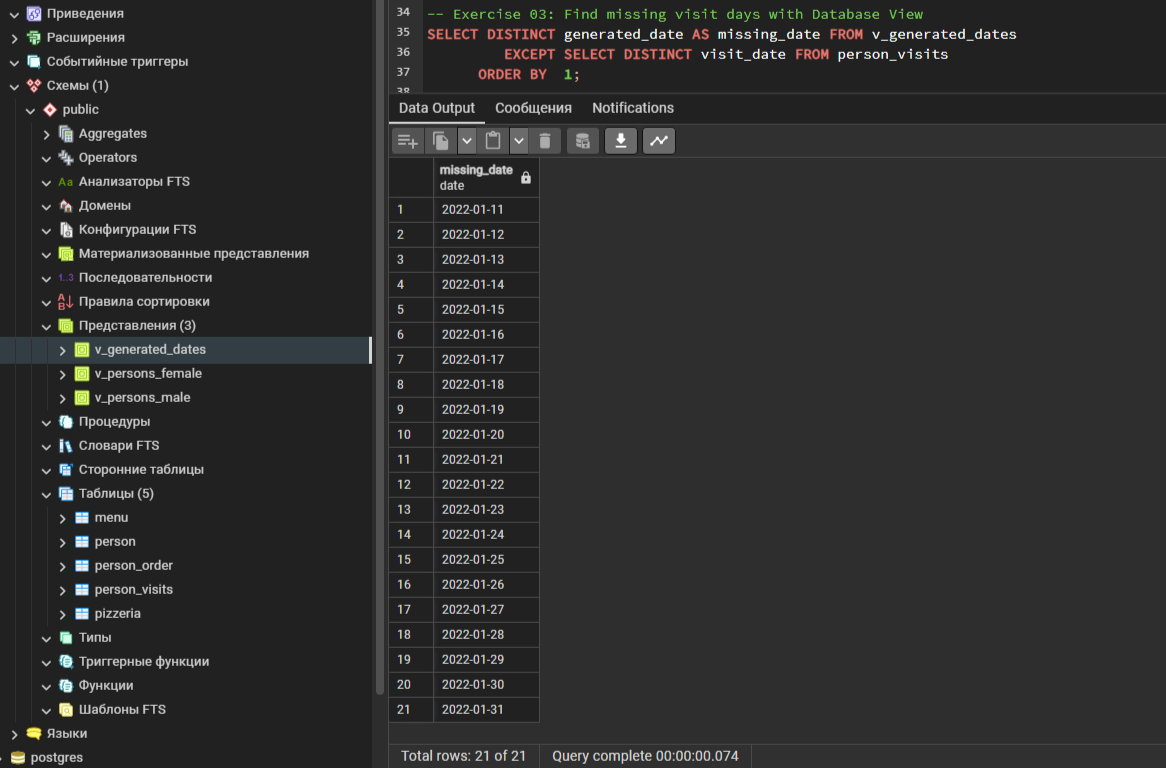 Приведения
Расширения
Событийные триггеры
Схемы (1)
public
Aggregates
Operators
Aa Анализаторы FTS
Домены
Конфигурации FTS
Материализованные представления
1..3 Последовательности
Правила сортировки
Представления (3)
v_generated_dates
v_persons_female
v_persons_male
Процедуры
Словари FTS
Сторонние таблицы
Таблицы (5)
menu
person
person_order
person_visits
pizzeria
Типы
Триггерные функции
Функции
Шаблоны FTS
Языки
postgres
34 -- Exercise 03: Find missing visit days with Database View
35 SELECT DISTINCT generated_date AS missing_date FROM v_generated_dates
36 EXCEPT SELECT DISTINCT visit_date FROM person_visits
37 ORDER BY 1;
38
Data Output Сообщения Notifications
missing_date
date
1 2022-01-11
2 2022-01-12
3 2022-01-13
4 2022-01-14
5 2022-01-15
6 2022-01-16
7 2022-01-17
8 2022-01-18
9 2022-01-19
10 2022-01-20
11 2022-01-21
12 2022-01-22
13 2022-01-23
14 2022-01-24
15 2022-01-25
16 2022-01-26
17 2022-01-27
18 2022-01-28
19 2022-01-29
20 2022-01-30
21 2022-01-31
Total rows: 21 of 21 Query complete 00:00:00.074